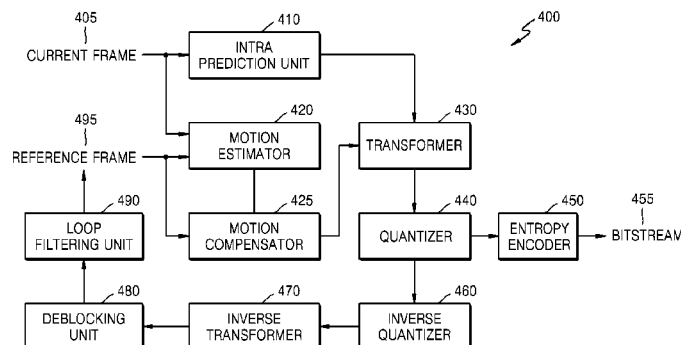 405
410
400
CURRENT FRAME
INTRA
PREDICTION UNIT
420
430
495
MOTION
ESTIMATOR
TRANSFORMER
REFERENCE FRAME
490
425
440
450
455
LOOP
FILTERING UNIT
MOTION
COMPENSATOR
QUANTIZER
ENTROPY
ENCODER
BITSTREAM
480
470
460
DEBLOCKING
UNIT
INVERSE
TRANSFORMER
INVERSE
QUANTIZER